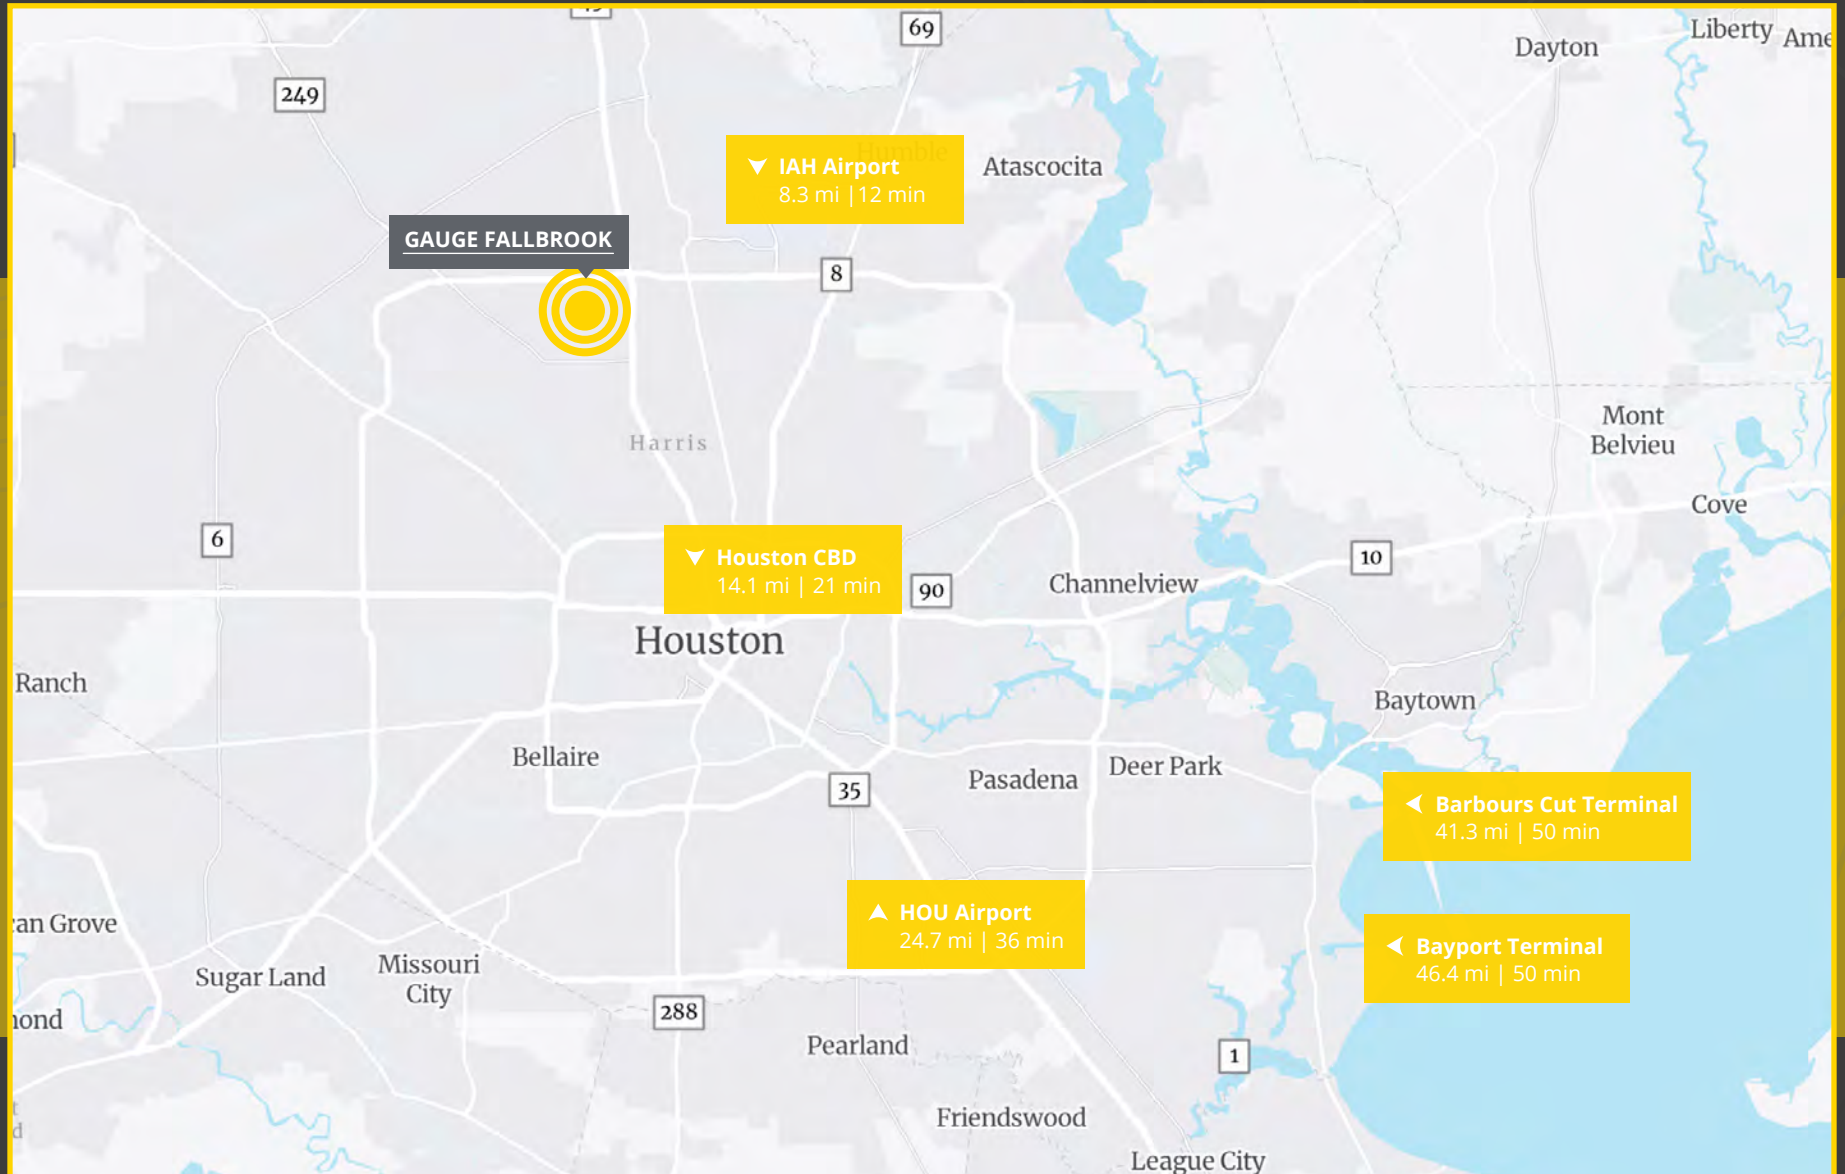 69
Liberty
Dayton
249
Humble
IAH Airport
8.3 mi |12 min
Atascocita
GAUGE FALLBROOK
8
Mont
Belvieu
Harris
Cove
6
Houston CBD
14.1 mi | 21 min
10
90
Channelview
Houston
Ranch
Baytown
Bellaire
Pasadena
Deer Park
35
Barbours Cut Terminal
41.3 mi | 50 min
HOU Airport
24.7 mi | 36 min
Grove
Bayport Terminal
46.4 mi | 50 min
Sugar Land
Missouri
City
288
Pearland
1
Friendswood
League City